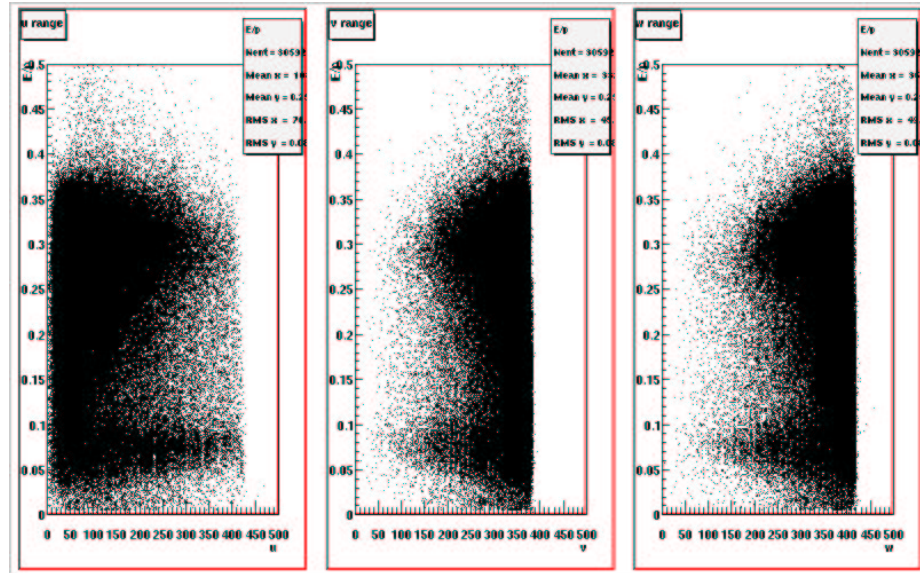 u range
E/p
Nent = 30592
Mean x =
Mean y =
RMS x =
RMS y =
E/p
0.5
0.45
0.4
0.35
0.3
0.25
0.2
0.15
0.1
0.05
0
0 50 100 150 200 250 300 350 400 450 500
u
v range
E/p
Nent = 30592
Mean x =
Mean y =
RMS x =
RMS y =
E/p
0.5
0.45
0.4
0.35
0.3
0.25
0.2
0.15
0.1
0.05
0
0 50 100 150 200 250 300 350 400 450 500
v
w range
E/p
Nent = 30592
Mean x =
Mean y =
RMS x =
RMS y =
E/p
0.5
0.45
0.4
0.35
0.3
0.25
0.2
0.15
0.1
0.05
0
0 50 100 150 200 250 300 350 400 450 500
w